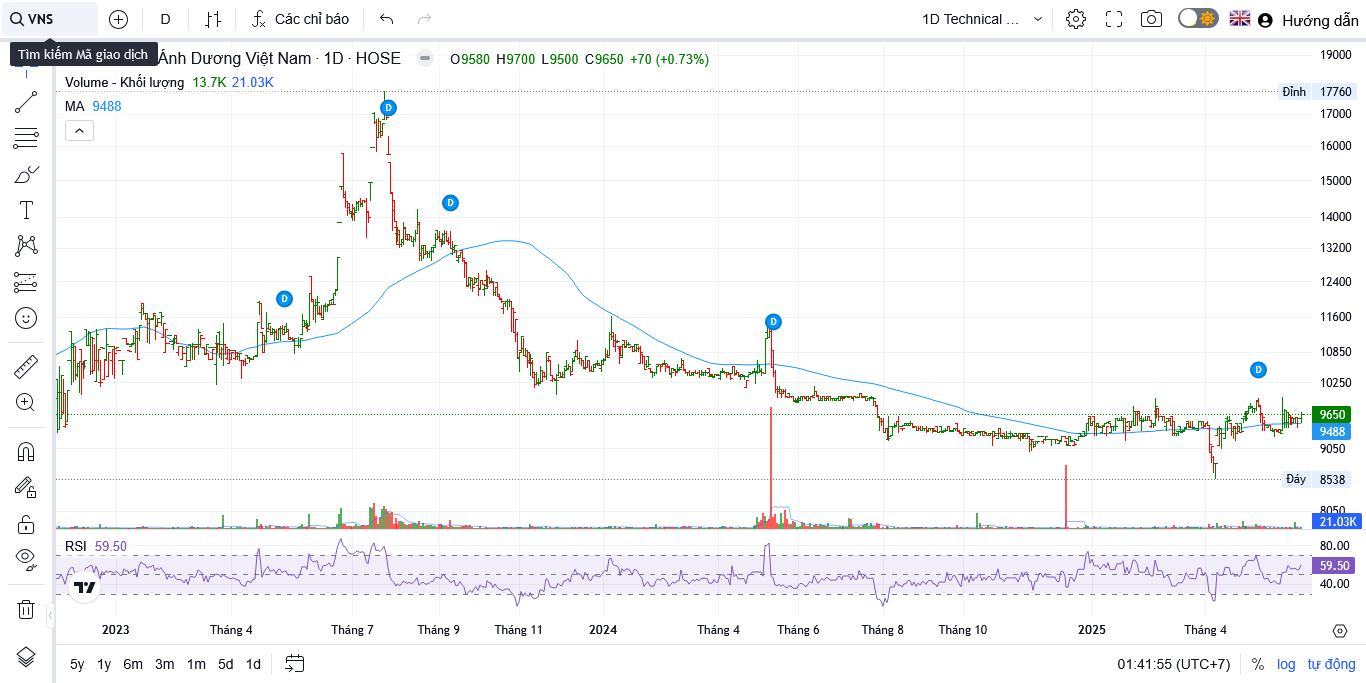 VNS D Các chỉ báo 1D Technical ... Hướng dẫn
Tìm kiếm Mã giao dịch
Ánh Dương Việt Nam · 1D · HOSE O9580 H9700 L9500 C9650 +70 (+0.73%)
Volume - Khối lượng 13.7K 21.03K
MA 9488
19000
Đỉnh 17760
17000
16000
15000
14000
13200
12400
11600
10850
10250
9650
9488
9050
Đáy 8538
8050
21.03K
D
D
D
D
D
RSI 59.50
80.00
59.50
40.00
2023 Tháng 4 Tháng 7 Tháng 9 Tháng 11 2024 Tháng 4 Tháng 6 Tháng 8 Tháng 10 2025 Tháng 4
5y 1y 6m 3m 1m 5d 1d 01:41:55 (UTC+7) % log tự động